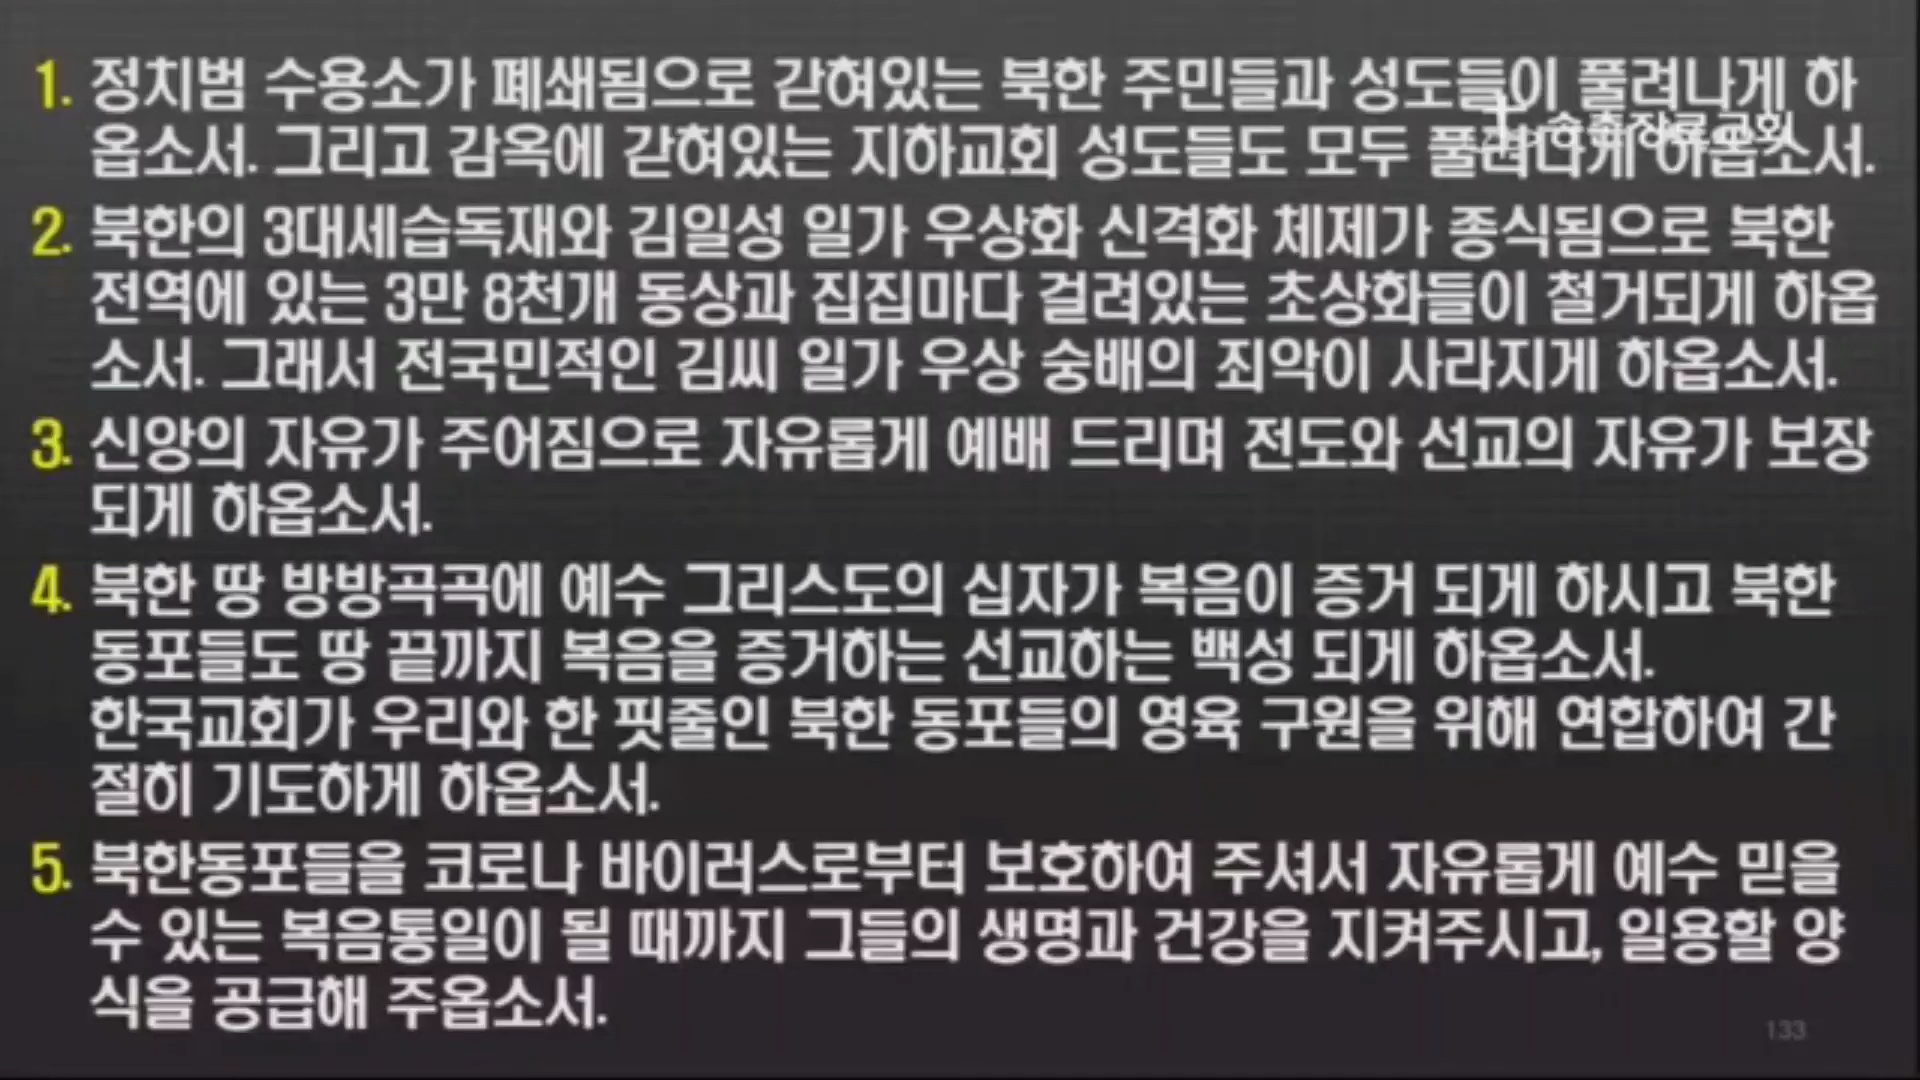 1. 정치범 수용소가 폐쇄됨으로 갇혀있는 북한 주민들과 성도들이 풀려나게 하
옵소서. 그리고 감옥에 갇혀있는 지하교회 성도들도 모두 풀려나게 하옵소서.
송촌장로교회
2. 북한의 3대세습독재와 김일성 일가 우상화 신격화 체제가 종식됨으로 북한
전역에 있는 3만 8천개 동상과 집집마다 걸려있는 초상화들이 철거되게 하옵
소서. 그래서 전국민적인 김씨 일가 우상 숭배의 죄악이 사라지게 하옵소서.
3. 신앙의 자유가 주어짐으로 자유롭게 예배 드리며 전도와 선교의 자유가 보장
되게 하옵소서.
4. 북한 땅 방방곡곡에 예수 그리스도의 십자가 복음이 증거 되게 하시고 북한
동포들도 땅 끝까지 복음을 증거하는 선교하는 백성 되게 하옵소서.
한국교회가 우리와 한 핏줄인 북한 동포들의 영육 구원을 위해 연합하여 간
절히 기도하게 하옵소서.
5. 북한동포들을 코로나 바이러스로부터 보호하여 주셔서 자유롭게 예수 믿을
수 있는 복음통일이 될 때까지 그들의 생명과 건강을 지켜주시고, 일용할 양
식을 공급해 주옵소서.
133